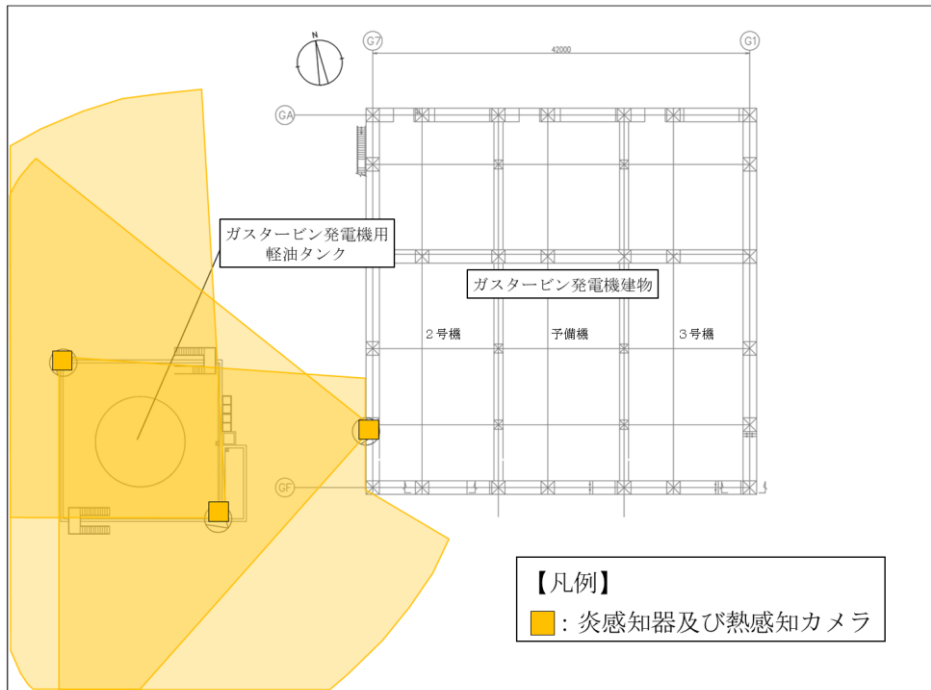 N
G7
G1
42000
GA
ガスタービン発電機用
軽油タンク
ガスタービン発電機建物
2号機
予備機
3号機
GF
【凡例】
：炎感知器及び熱感知カメラ